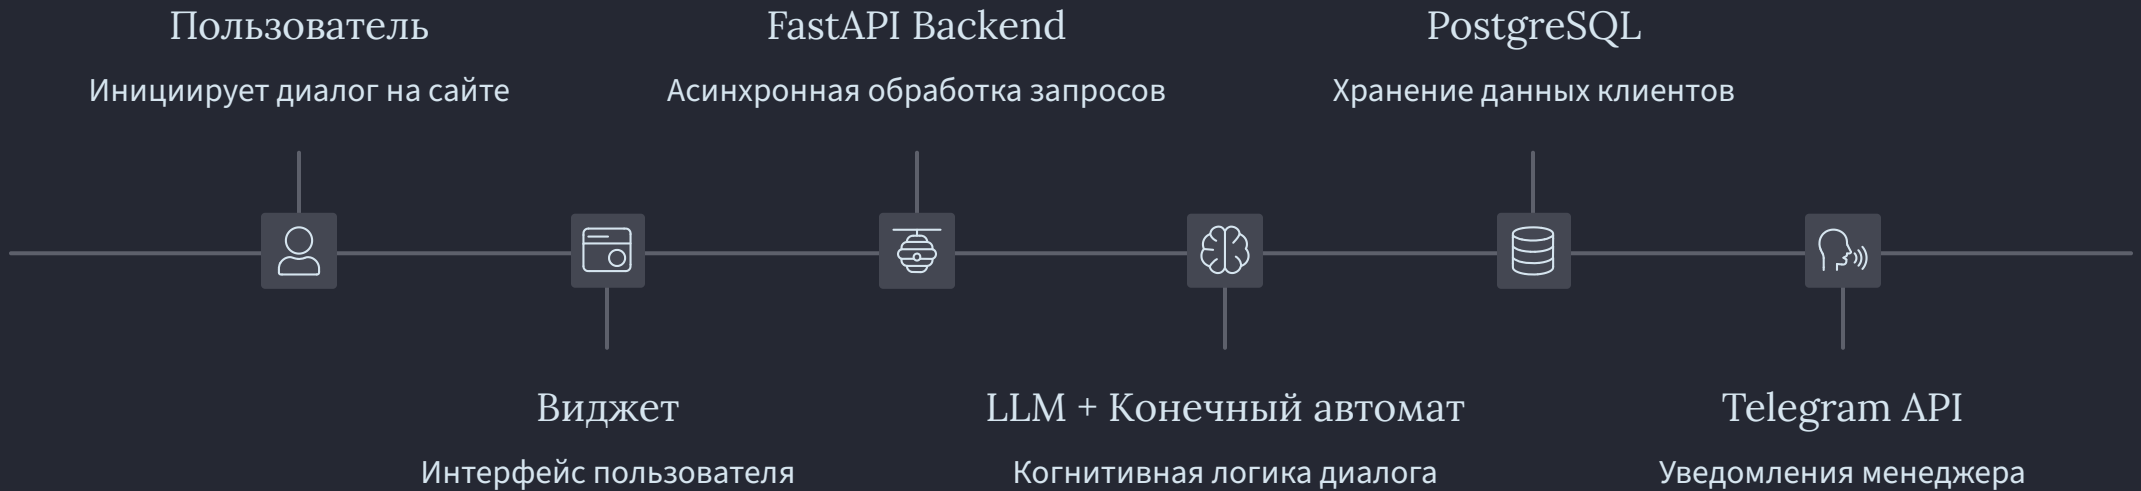 Пользователь
Инициирует диалог на сайте
FastAPI Backend
Асинхронная обработка запросов
PostgreSQL
Хранение данных клиентов
Виджет
Интерфейс пользователя
LLM + Конечный автомат
Когнитивная логика диалога
Telegram API
Уведомления менеджера